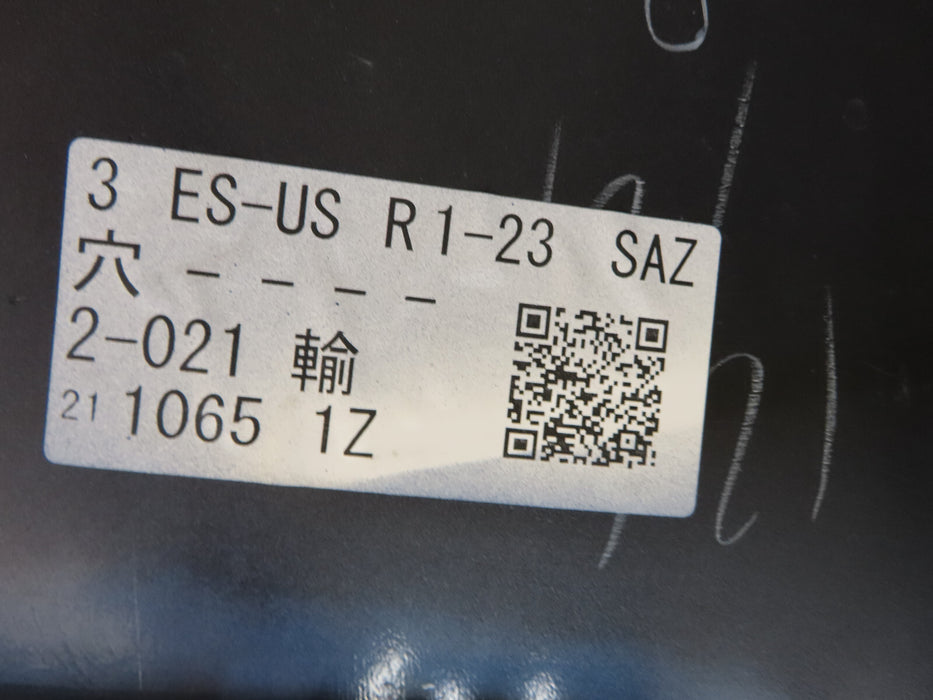 3 ES-US R1-23 SAZ
穴 - - - -
2-021 輸
21 1065 1Z